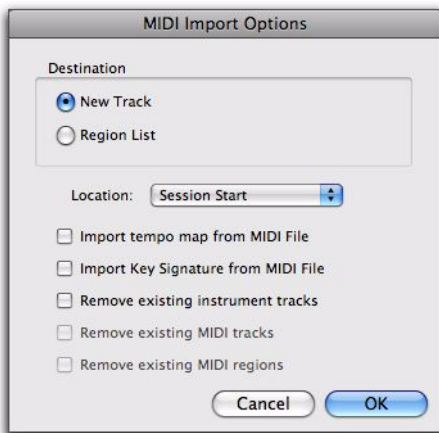 MIDI Import Options
Destination
New Track
Region List
Location: Session Start
Import tempo map from MIDI File
Import Key Signature from MIDI File
Remove existing instrument tracks
Remove existing MIDI tracks
Remove existing MIDI regions
Cancel OK